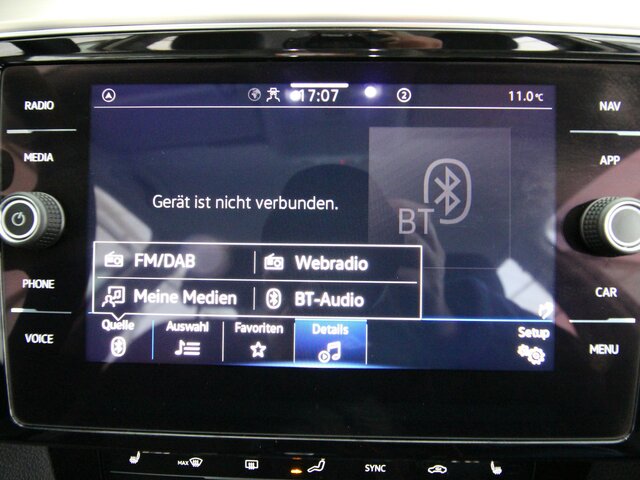 RADIO
MEDIA
PHONE
VOICE
17:07
2
11.0°C
Gerät ist nicht verbunden.
BT
FM/DAB
Webradio
Meine Medien
BT-Audio
Quelle
Auswahl
Favoriten
Details
Setup
NAV
APP
CAR
MENU
MAX
SYNC